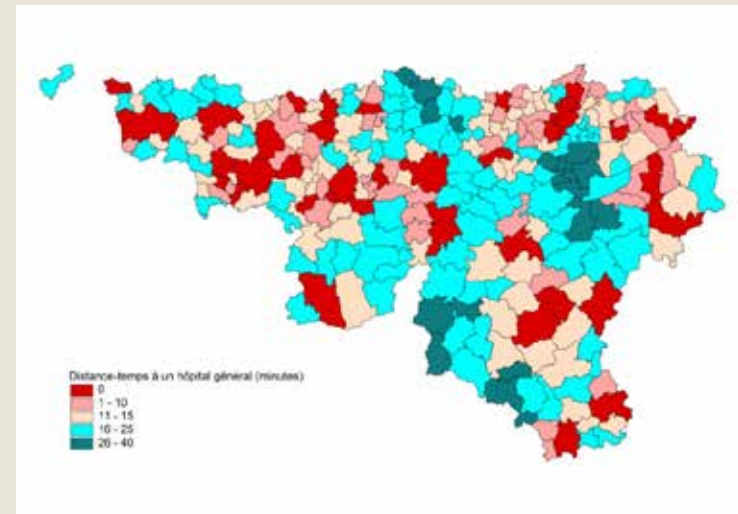 Distance-temps à un hôpital général (minutes)
0
1 - 10
11 - 15
16 - 25
26 - 40